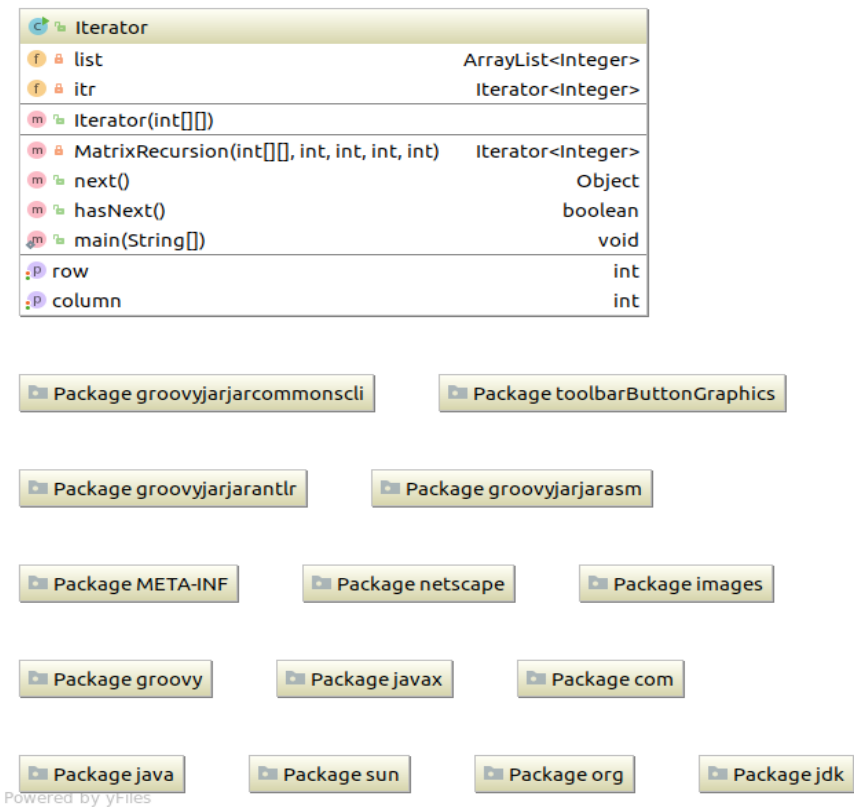 Iterator
list ArrayList<Integer>
itr Iterator<Integer>
Iterator(int[][])
MatrixRecursion(int[][], int, int, int, int) Iterator<Integer>
next() Object
hasNext() boolean
main(String[]) void
row int
column int
Package groovyjarjarcommonscli Package toolbarButtonGraphics
Package groovyjarjarantlr Package groovyjarjarasm
Package META-INF Package netscape Package images
Package groovy Package javax Package com
Package java Package sun Package org Package jdk
Powered by yFiles